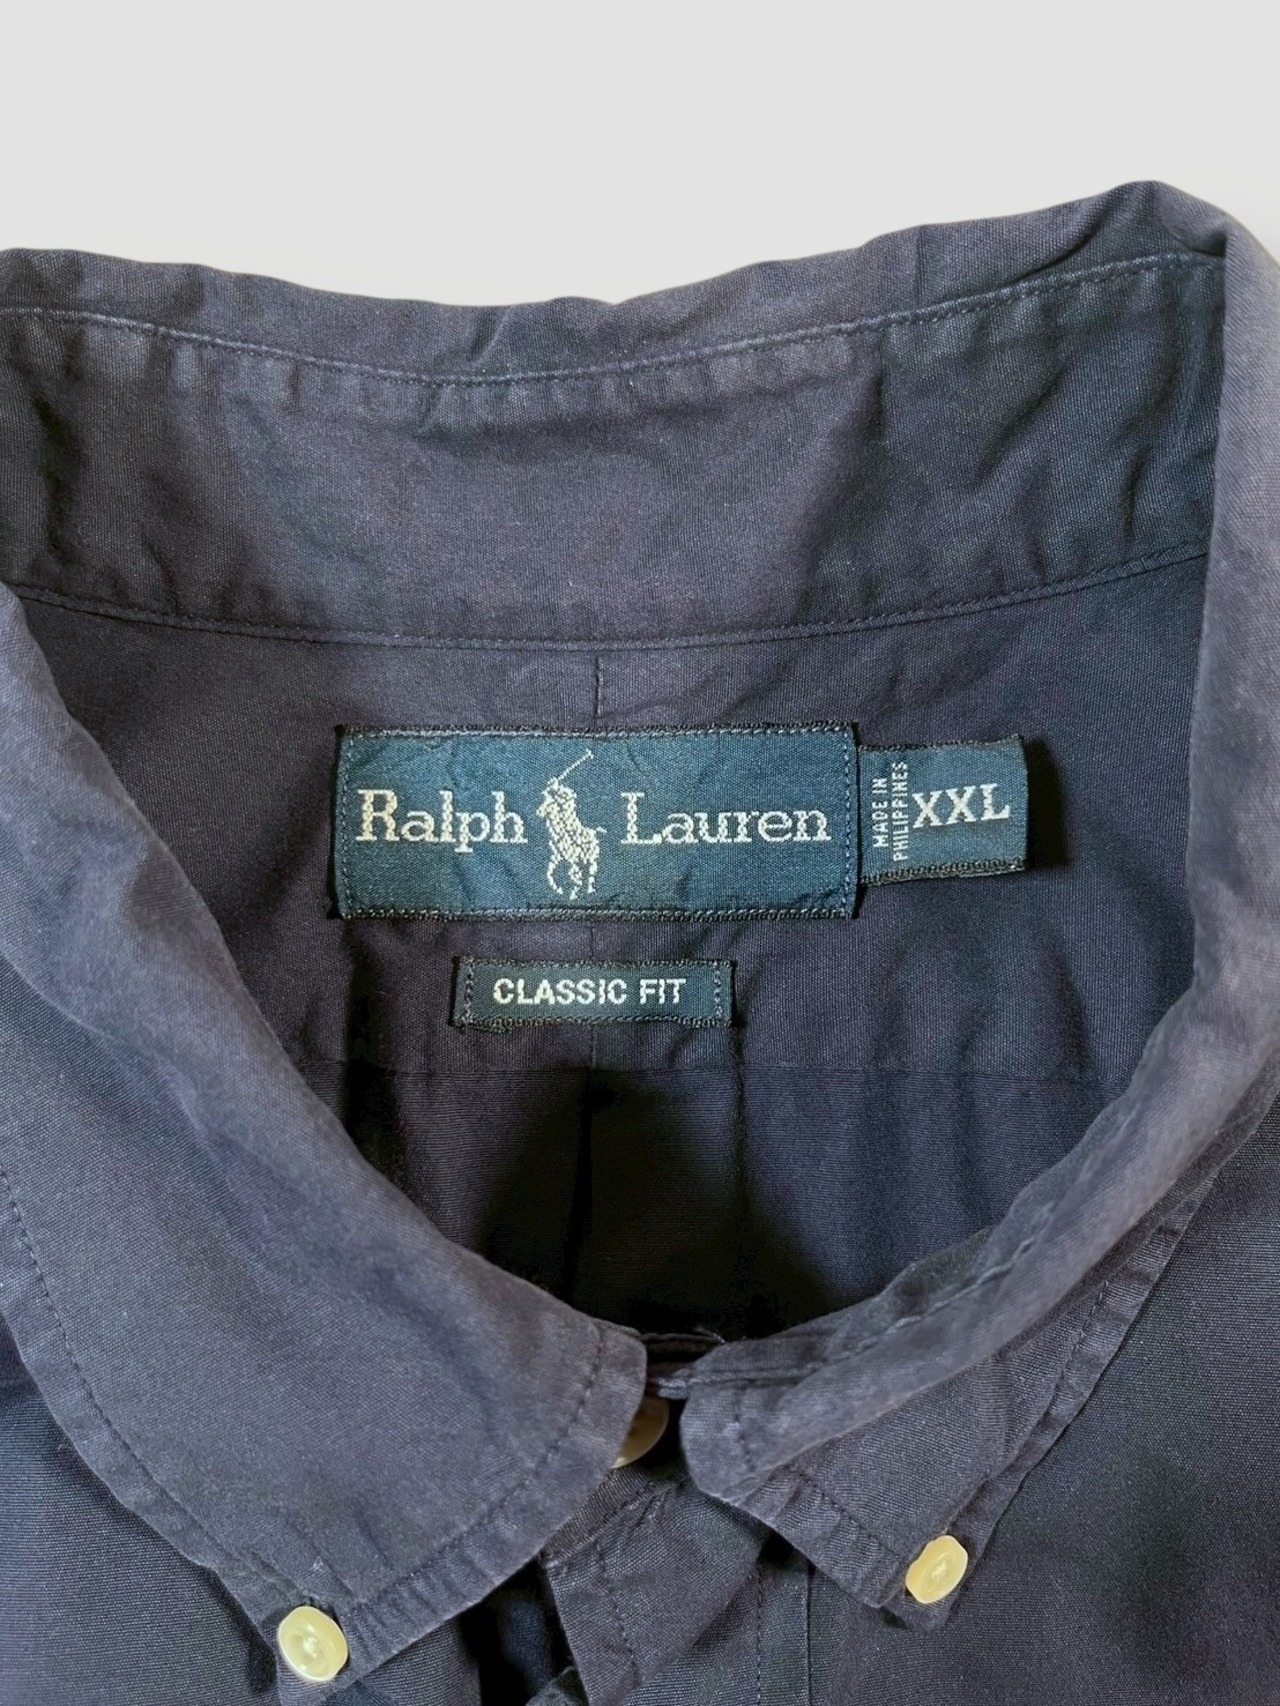 Ralph Lauren
MADE IN
PHILIPPINES
XXL
CLASSIC FIT